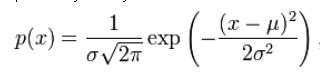 p(x) = \frac{1}{\sigma\sqrt{2\pi}} \exp\left(-\frac{(x-\mu)^2}{2\sigma^2}\right),